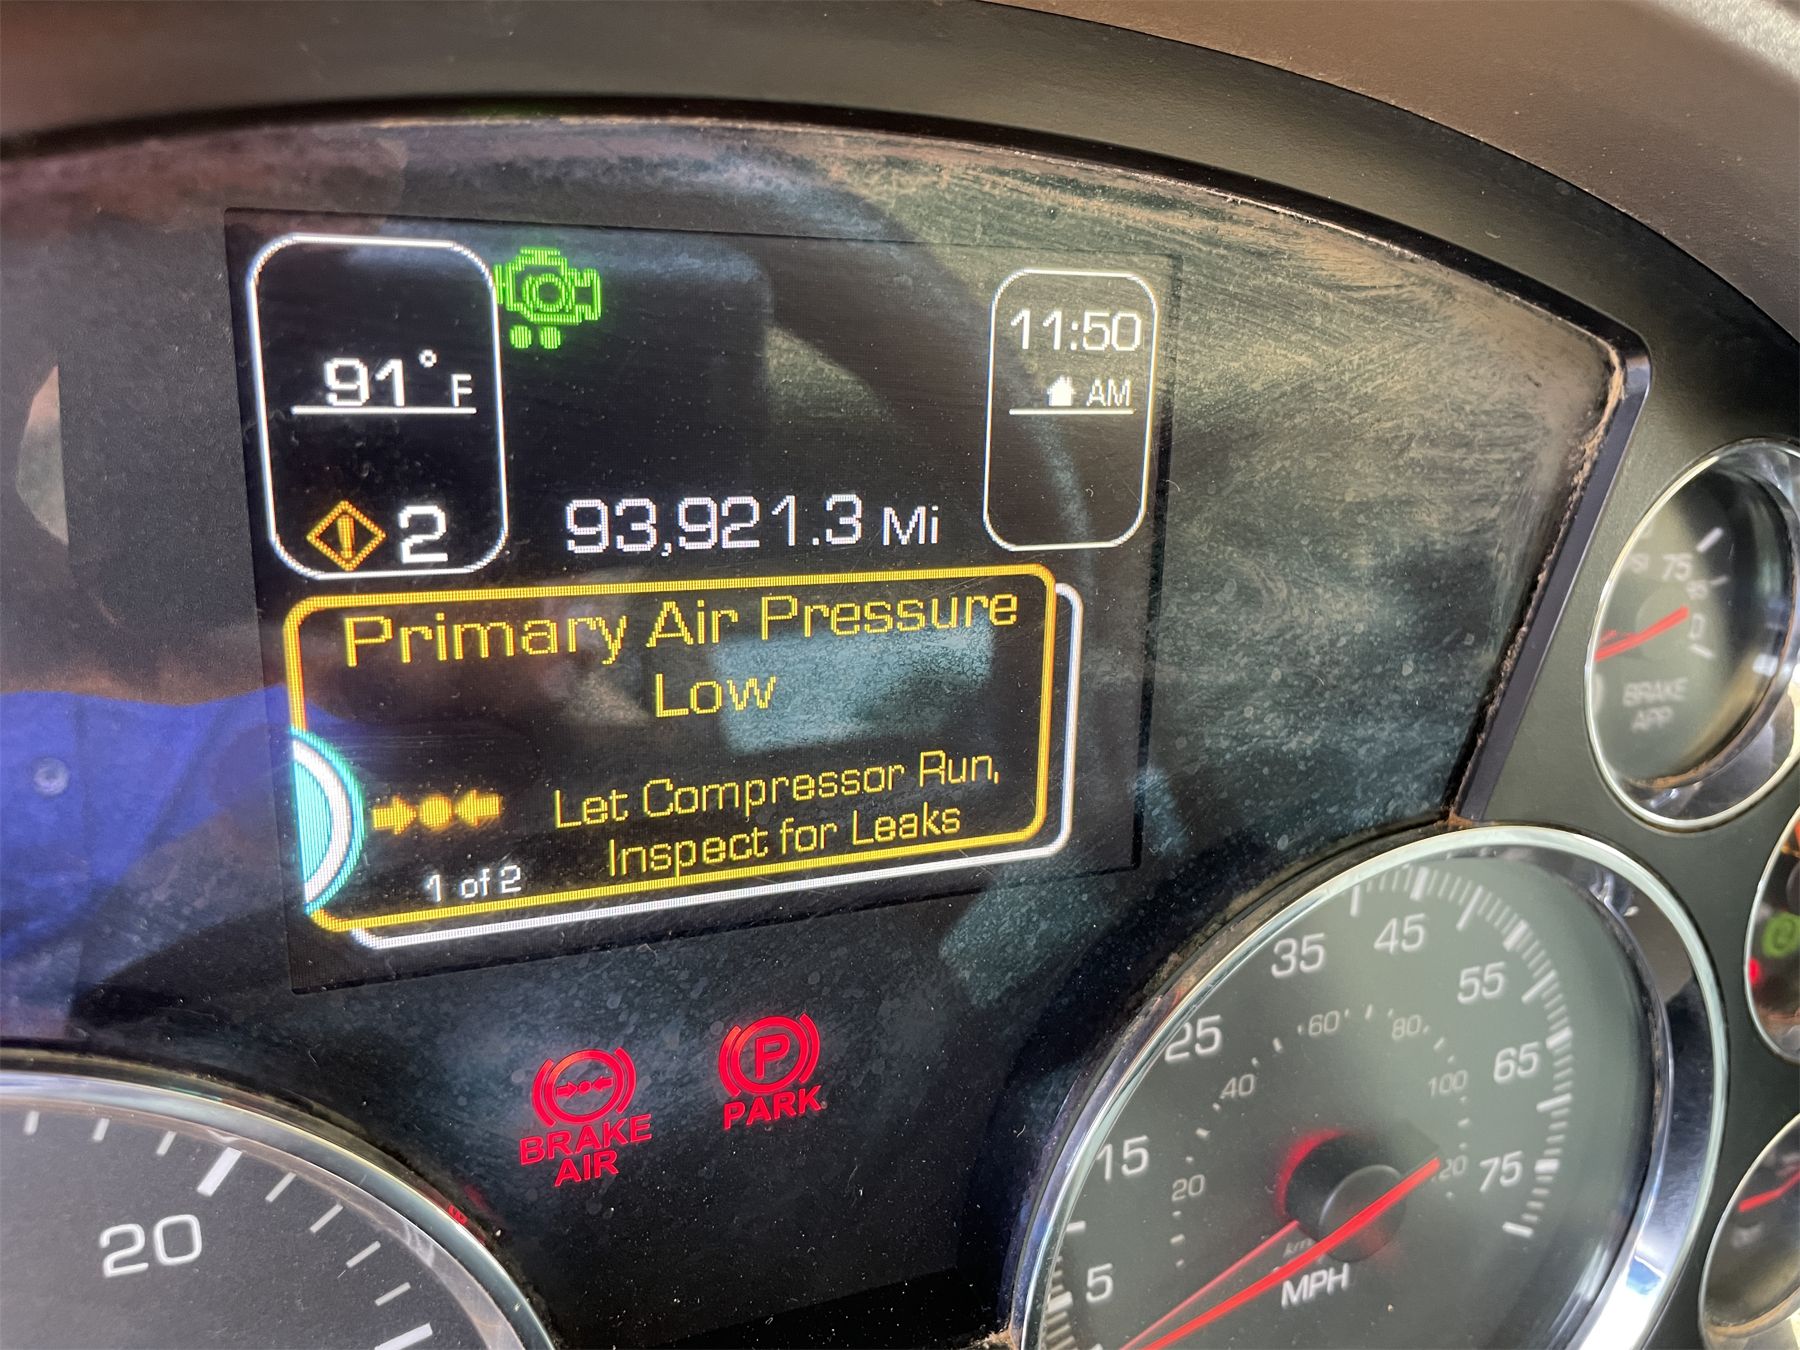 91°F
11:50
AM
2
93,921.3 Mi
Primary Air Pressure
Low
Let Compressor Run,
Inspect for Leaks
1 of 2
BRAKE
AIR
P
PARK
20
5
15
25
35
45
55
65
75
20
40
60
80
100
120
MPH
75
0
BRAKE
APP